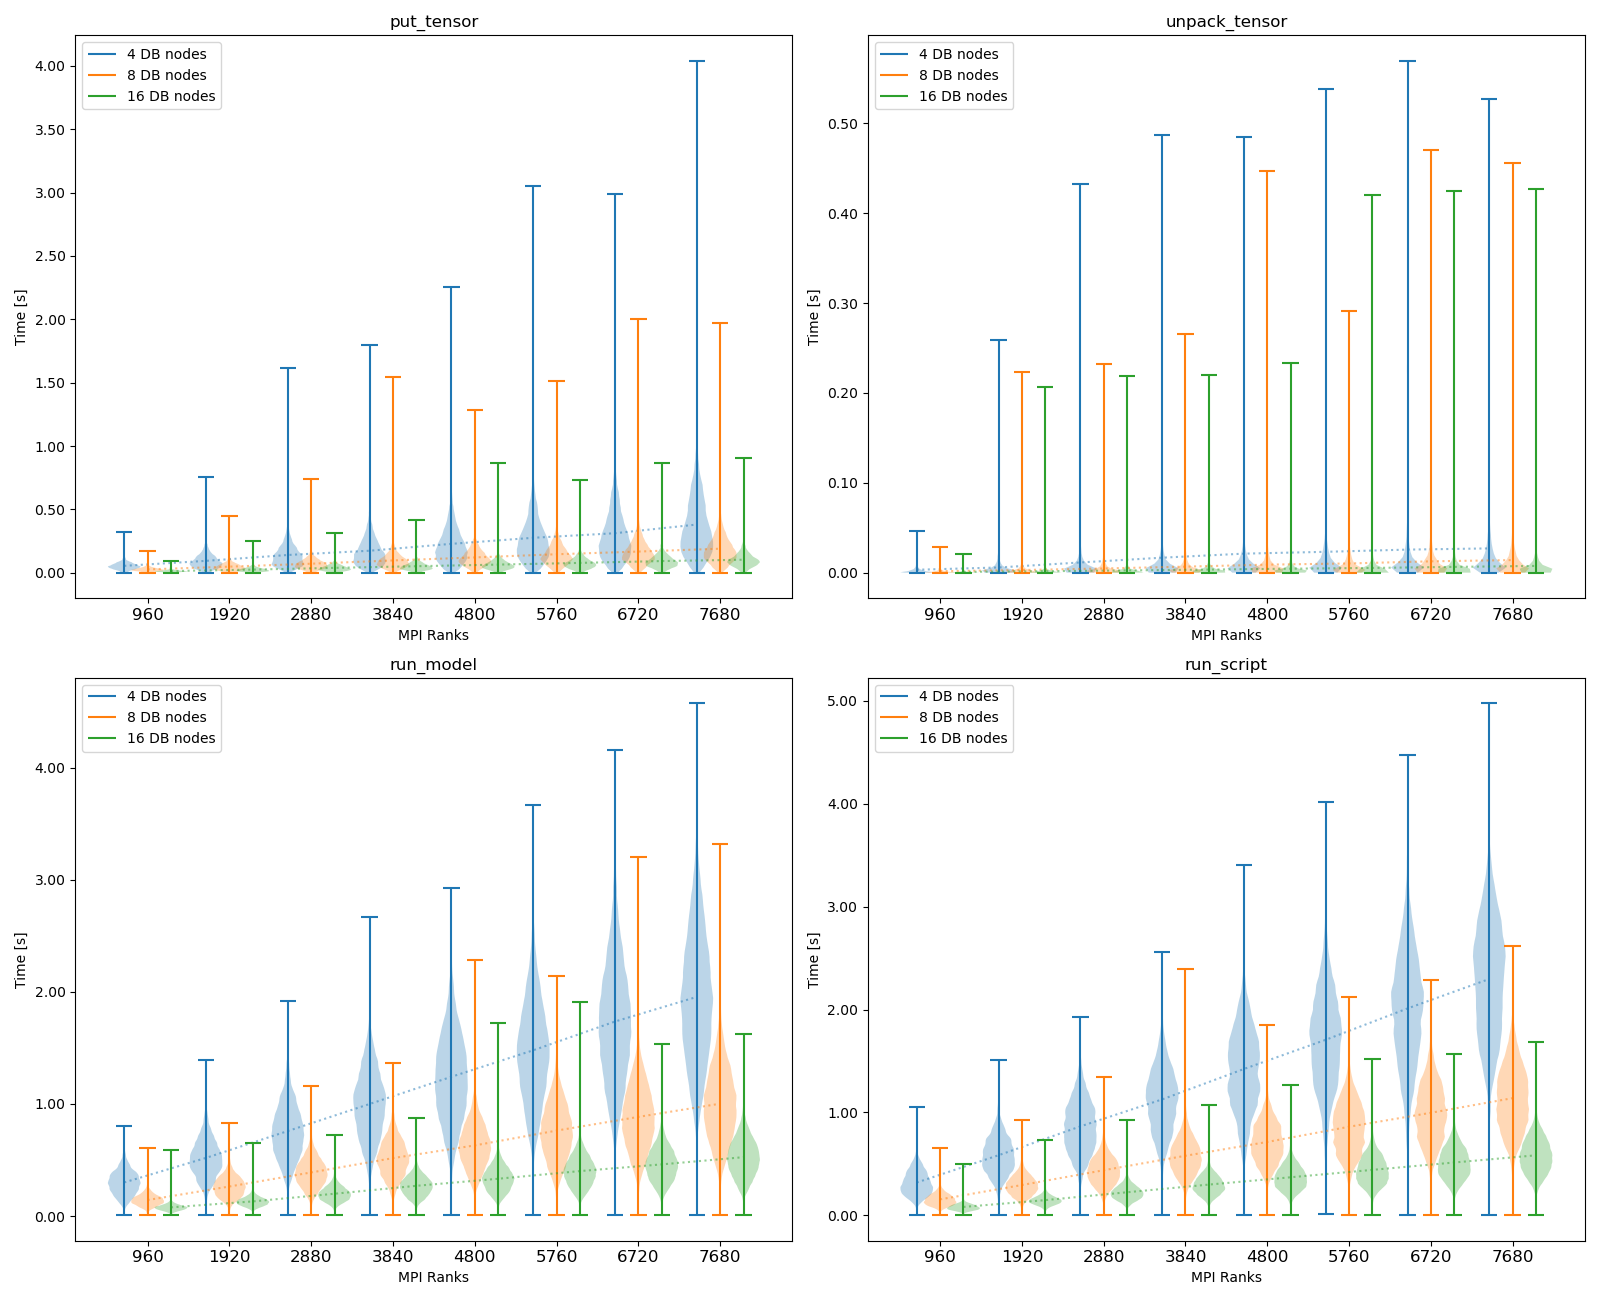 put_tensor
4 DB nodes
8 DB nodes
16 DB nodes
4.00
3.50
3.00
2.50
2.00
1.50
1.00
0.50
0.00
Time [s]
960 1920 2880 3840 4800 5760 6720 7680
MPI Ranks
unpack_tensor
4 DB nodes
8 DB nodes
16 DB nodes
0.50
0.40
0.30
0.20
0.10
0.00
Time [s]
960 1920 2880 3840 4800 5760 6720 7680
MPI Ranks
run_model
4 DB nodes
8 DB nodes
16 DB nodes
4.00
3.00
2.00
1.00
0.00
Time [s]
960 1920 2880 3840 4800 5760 6720 7680
MPI Ranks
run_script
4 DB nodes
8 DB nodes
16 DB nodes
5.00
4.00
3.00
2.00
1.00
0.00
Time [s]
960 1920 2880 3840 4800 5760 6720 7680
MPI Ranks